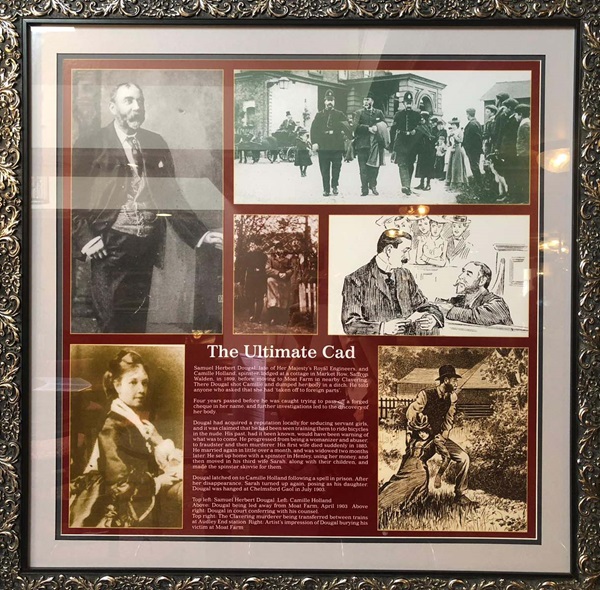 The Ultimate Cad
Samuel Herbert Dougal, late of Her Majesty's Royal Engineers, and
Camille Holland, spinster, lodged at a cottage in Market Row, Saffron
Walden, in 1899, before moving to Moat Farm in nearby Clavering.
There Dougal shot Camille and dumped her body in a ditch. He told
anyone who asked that she had 'taken off to foreign parts'.
Four years passed before he was caught trying to pass off a forged
cheque in her name, and further investigations led to the discovery of
her body.
Dougal had acquired a reputation locally for seducing servant girls,
and it was claimed that he had been seen training them to ride bicycles
in the nude. His past, had it been known, would have been warning of
what was to come. He progressed from being a womanizer and abuser,
to fraudster and then murderer. His first wife died suddenly in 1885.
He married again in little over a month, and was widowed two months
later. He set up home with a spinster in Henley, using her money, and
then moved in his third wife Sarah, along with their children, and
made the spinster skivvie for them.
Dougal latched on to Camille Holland following a spell in prison. After
her disappearance, Sarah turned up again, posing as his daughter.
Dougal was hanged at Chelmsford Gaol in July 1903.
Top left: Samuel Herbert Dougal. Left: Camille Holland
Above: Dougal being led away from Moat Farm, April 1903. Above
right: Dougal in court conferring with his counsel
Top right: The Clavering murderer being transferred between trains
at Audley End station. Right: Artist's impression of Dougal burying his
victim at Moat Farm